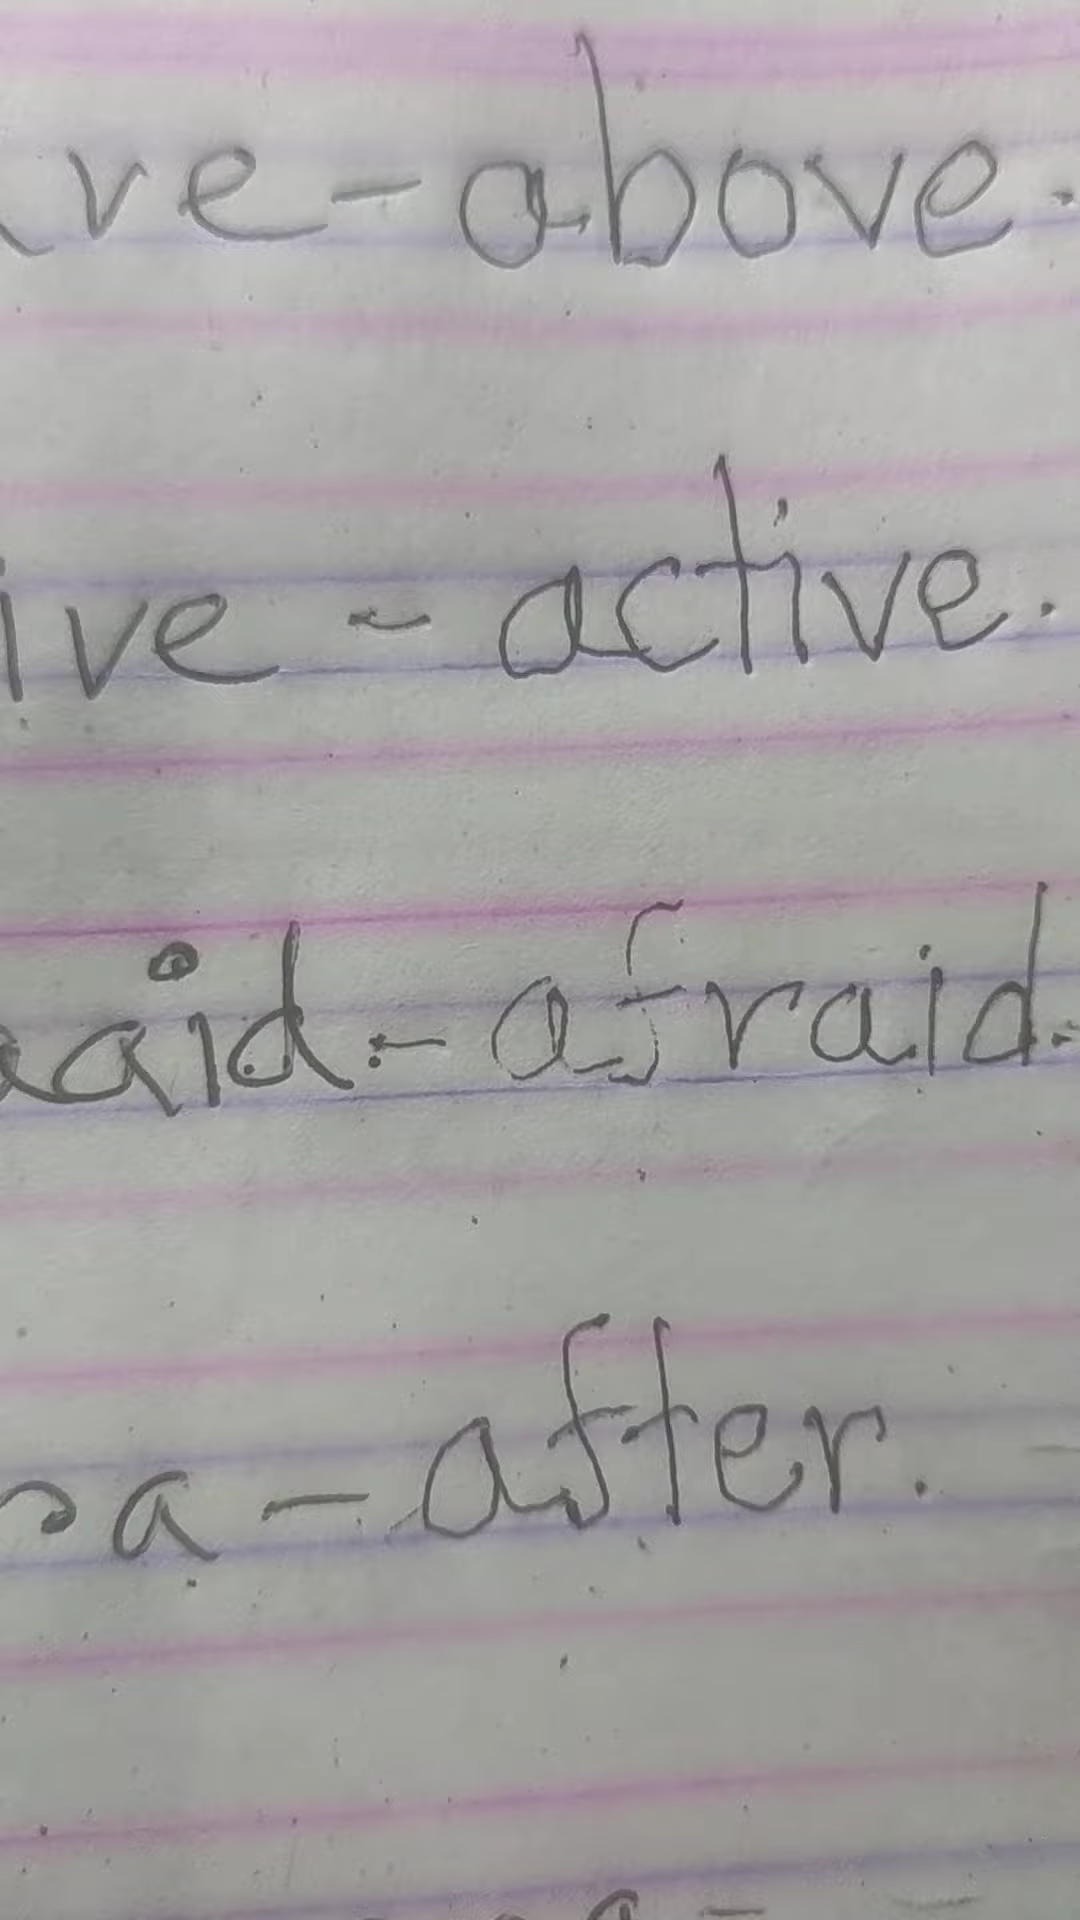 ve - above.
ive - active.
aid - afraid.
a - after.